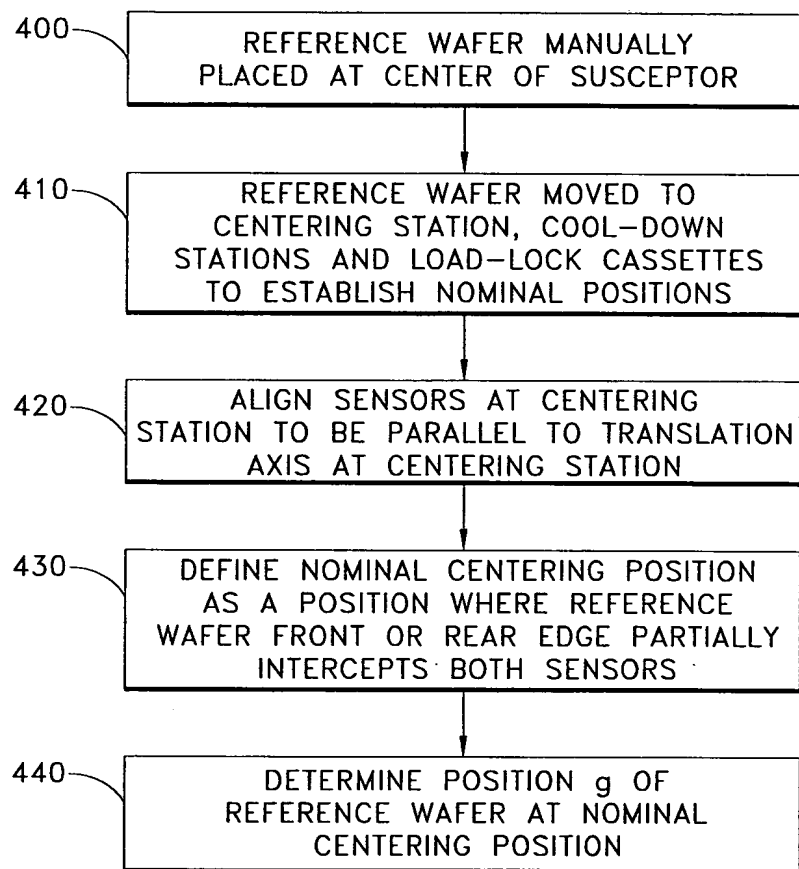 400
REFERENCE WAFER MANUALLY
PLACED AT CENTER OF SUSCEPTOR
410
REFERENCE WAFER MOVED TO
CENTERING STATION, COOL-DOWN
STATIONS AND LOAD-LOCK CASSETTES
TO ESTABLISH NOMINAL POSITIONS
420
ALIGN SENSORS AT CENTERING
STATION TO BE PARALLEL TO TRANSLATION
AXIS AT CENTERING STATION
430
DEFINE NOMINAL CENTERING POSITION
AS A POSITION WHERE REFERENCE
WAFER FRONT OR REAR EDGE PARTIALLY
INTERCEPTS BOTH SENSORS
440
DETERMINE POSITION g OF
REFERENCE WAFER AT NOMINAL
CENTERING POSITION